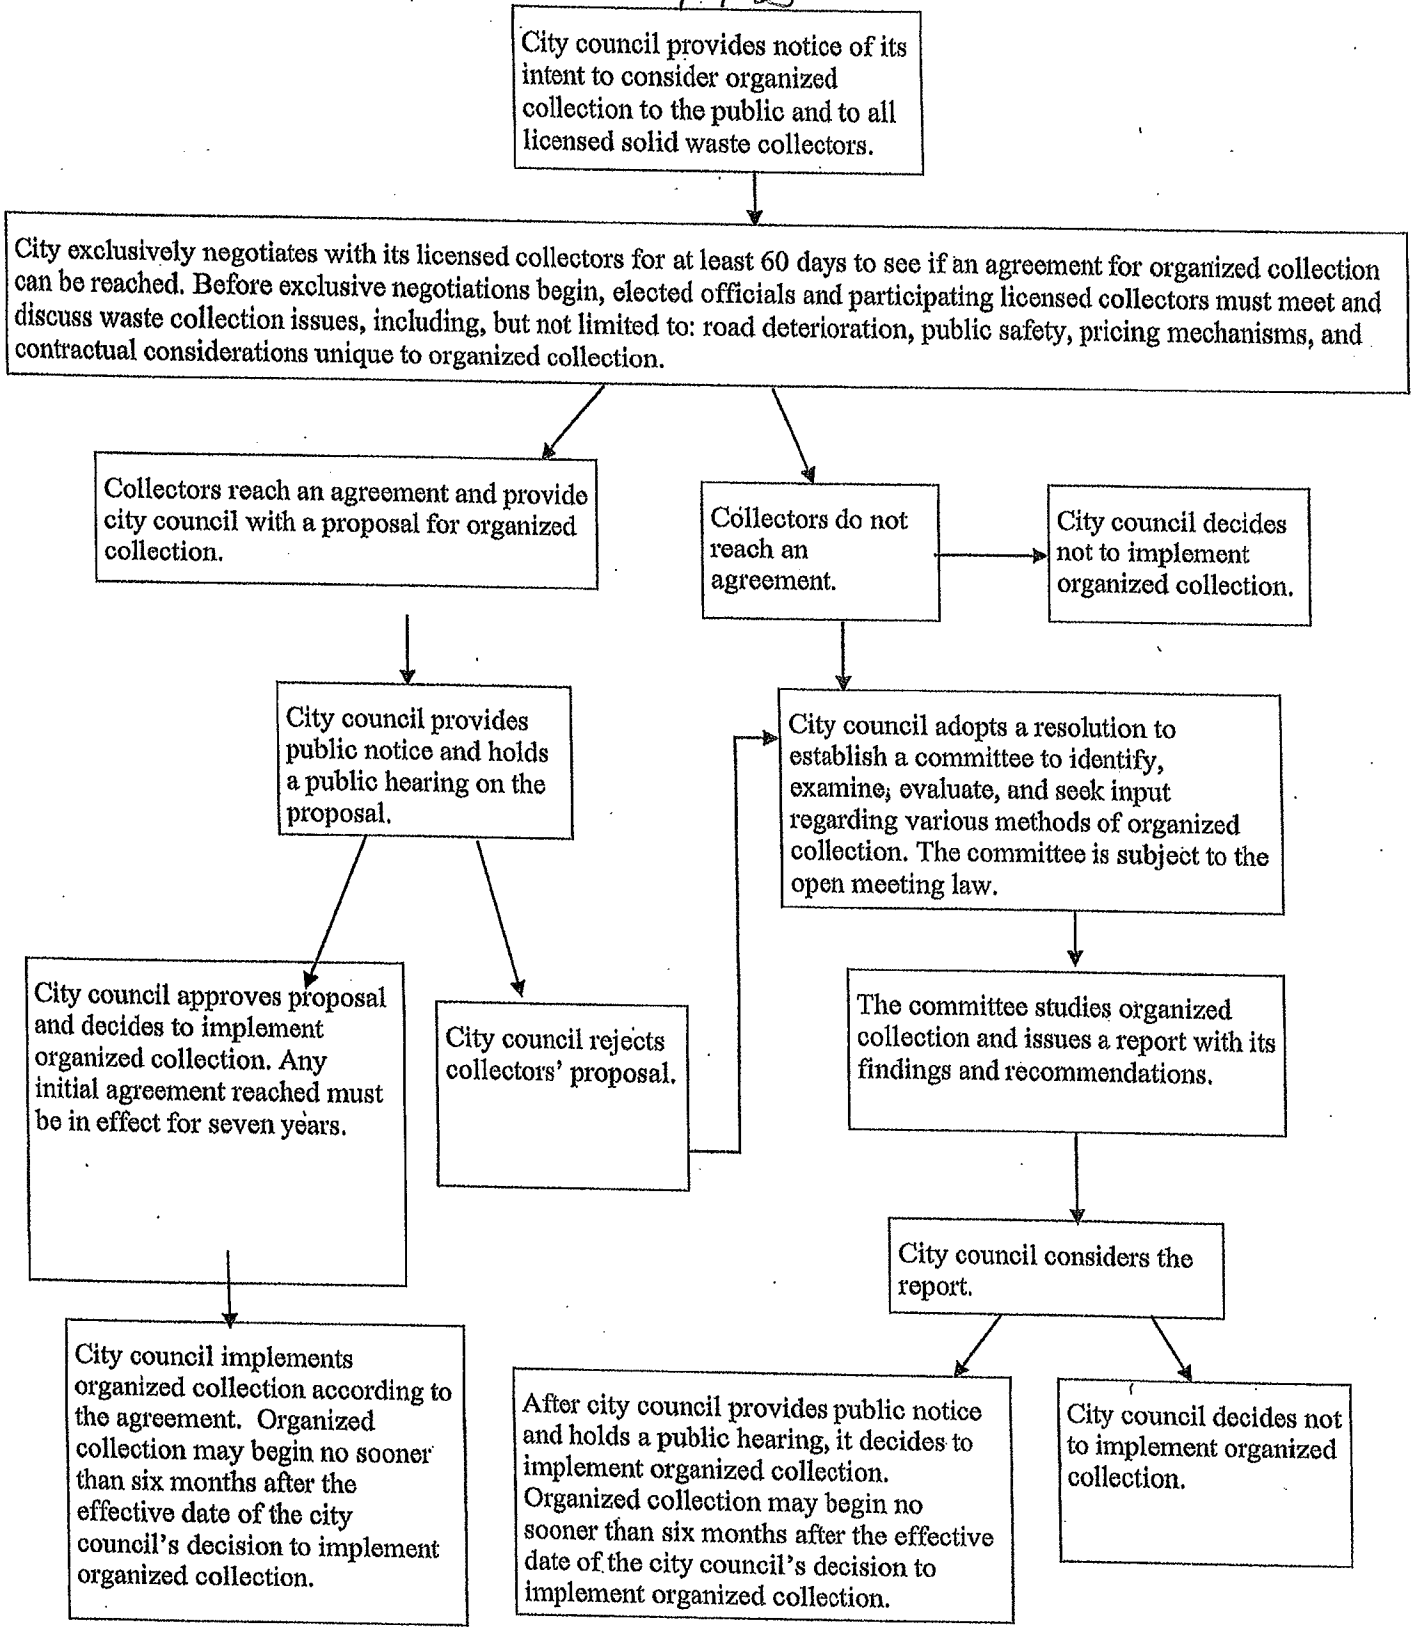 City council provides notice of its
intent to consider organized
collection to the public and to all
licensed solid waste collectors.
City exclusively negotiates with its licensed collectors for at least 60 days to see if an agreement for organized collection
can be reached. Before exclusive negotiations begin, elected officials and participating licensed collectors must meet and
discuss waste collection issues, including, but not limited to: road deterioration, public safety, pricing mechanisms, and
contractual considerations unique to organized collection.
Collectors reach an agreement and provide
city council with a proposal for organized
collection.
Collectors do not
reach an
agreement.
City council decides
not to implement
organized collection.
City council provides
public notice and holds
a public hearing on the
proposal.
City council adopts a resolution to
establish a committee to identify,
examine, evaluate, and seek input
regarding various methods of organized
collection. The committee is subject to the
open meeting law.
City council approves proposal
and decides to implement
organized collection. Any
initial agreement reached must
be in effect for seven years.
City council rejects
collectors' proposal.
The committee studies organized
collection and issues a report with its
findings and recommendations.
City council considers the
report.
City council implements
organized collection according to
the agreement. Organized
collection may begin no sooner
than six months after the
effective date of the city
council's decision to implement
organized collection.
After city council provides public notice
and holds a public hearing, it decides to
implement organized collection.
Organized collection may begin no
sooner than six months after the effective
date of the city council's decision to
implement organized collection.
City council decides not
to implement organized
collection.